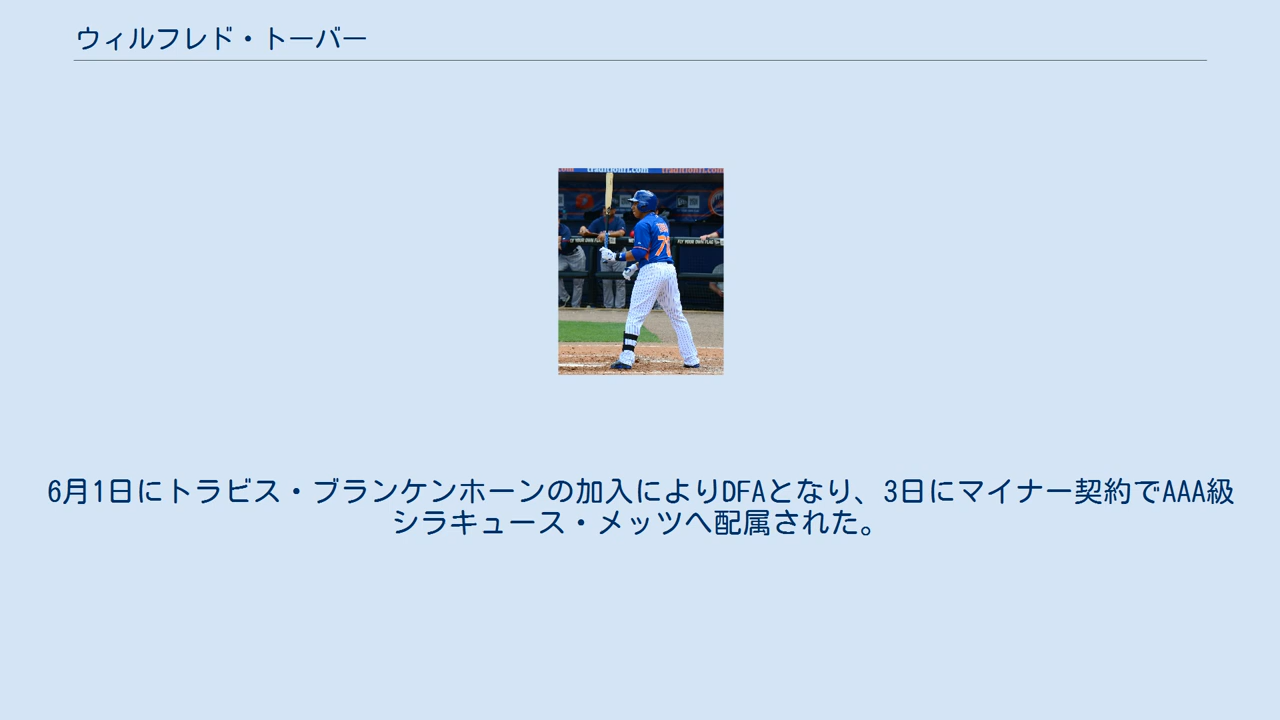 ウィルフレド・トーバー
traditionfl.com
6月1日にトラビス・ブランケンホーンの加入によりDFAとなり、3日にマイナー契約でAAA級
シラキュース・メッツへ配属された。